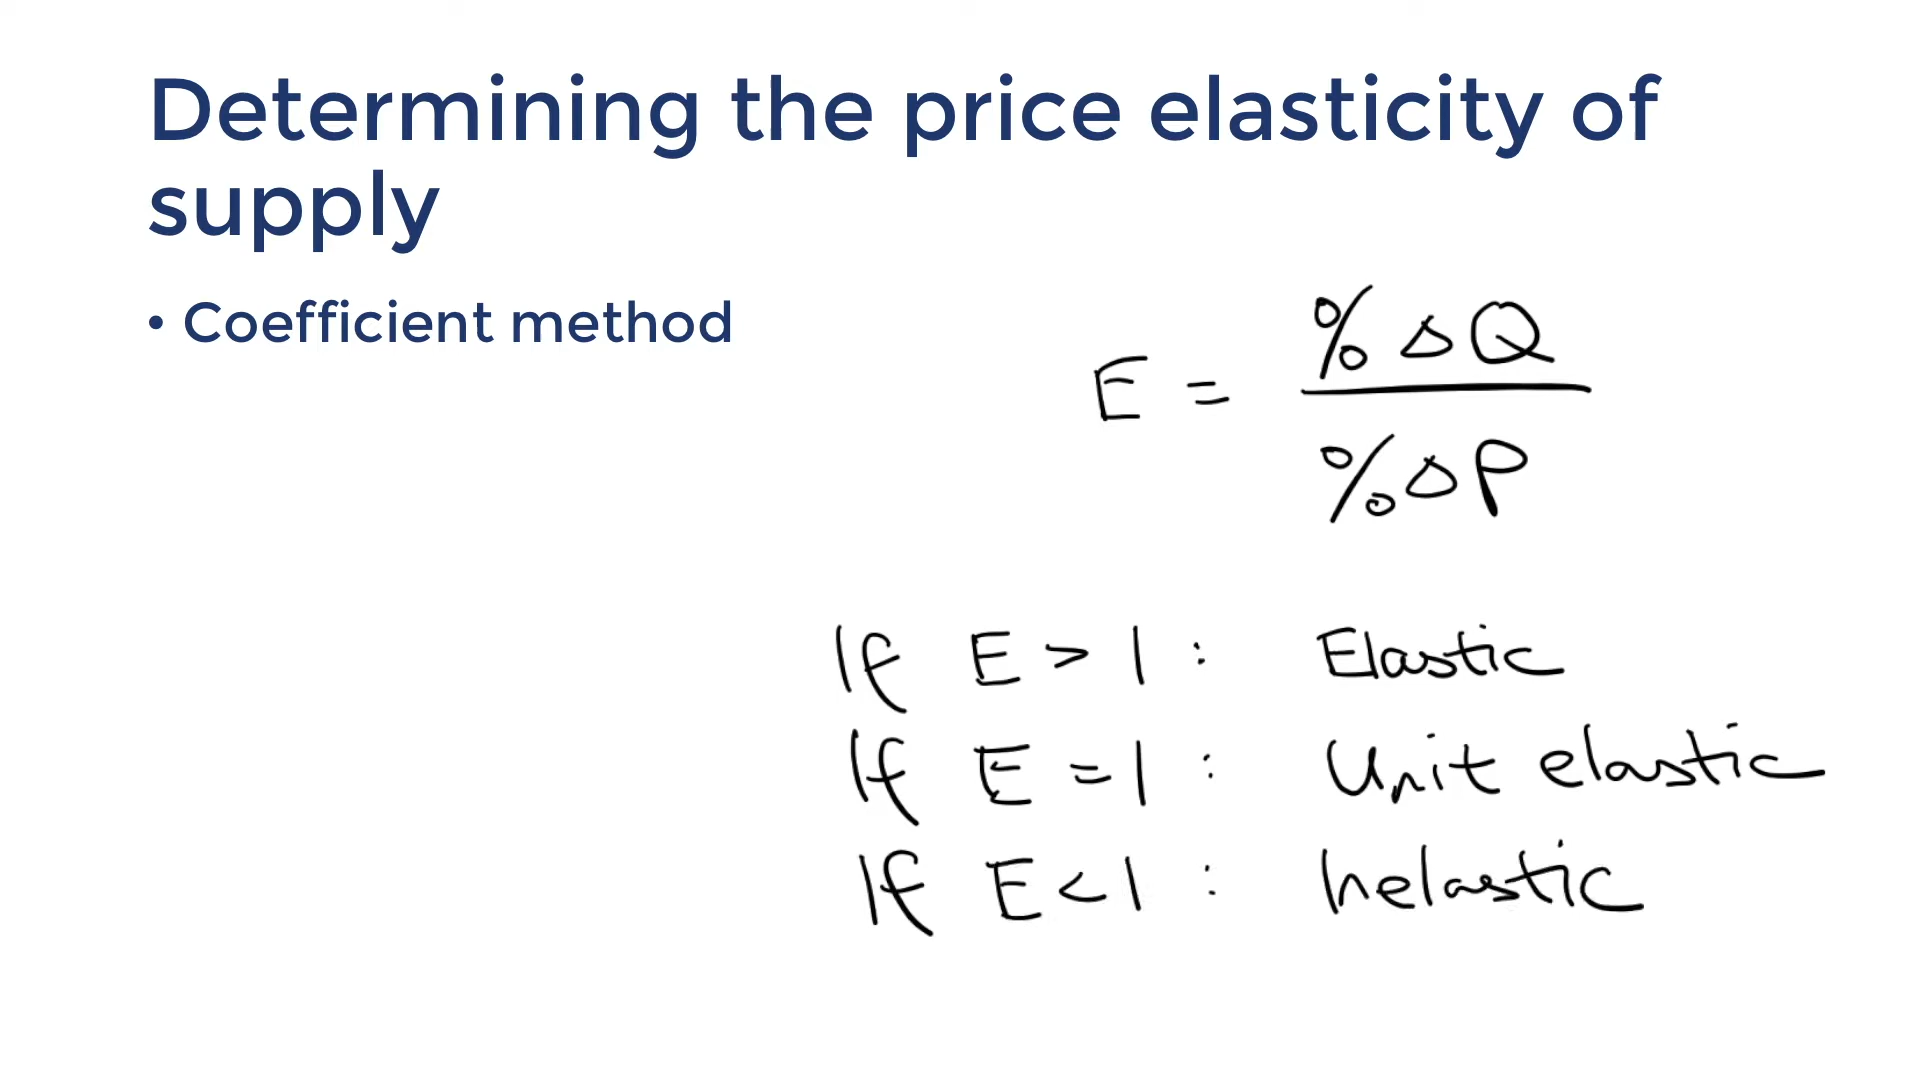 Determining the price elasticity of
supply
• Coefficient method
E = %ΔQ
%ΔP
If E > 1 : Elastic
If E = 1 : Unit elastic
If E < 1 : Inelastic